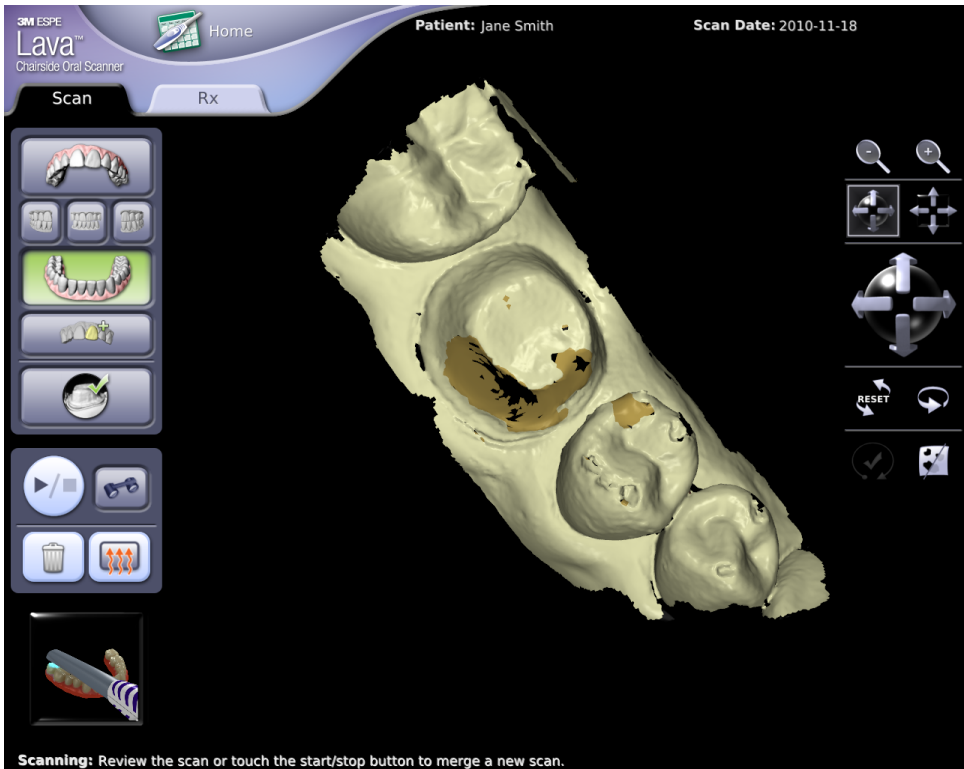 3M ESPE
Lava™
Chairside Oral Scanner
Home
Patient: Jane Smith
Scan Date: 2010-11-18
Scan
Rx
-
+
RESET
Scanning: Review the scan or touch the start/stop button to merge a new scan.